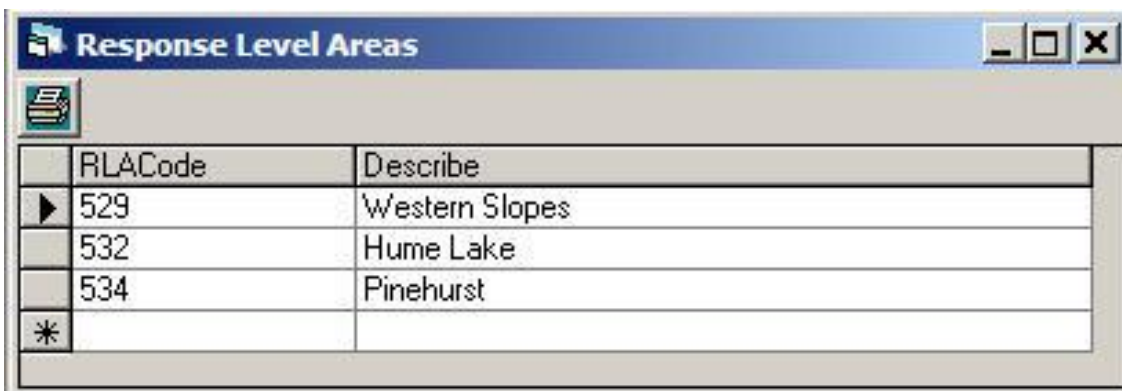 Response Level Areas
RLACode Describe
529 Western Slopes
532 Hume Lake
534 Pinehurst